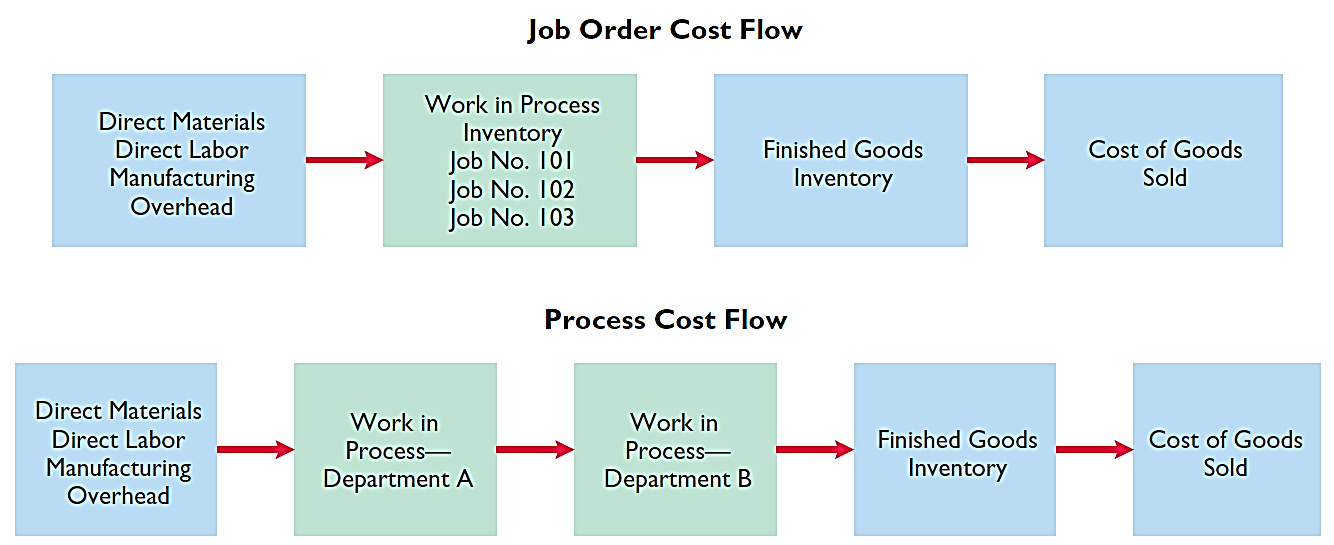 Job Order Cost Flow
Direct Materials
Direct Labor
Manufacturing
Overhead
Work in Process
Inventory
Job No. 101
Job No. 102
Job No. 103
Finished Goods
Inventory
Cost of Goods
Sold
Process Cost Flow
Direct Materials
Direct Labor
Manufacturing
Overhead
Work in
Process—
Department A
Work in
Process—
Department B
Finished Goods
Inventory
Cost of Goods
Sold